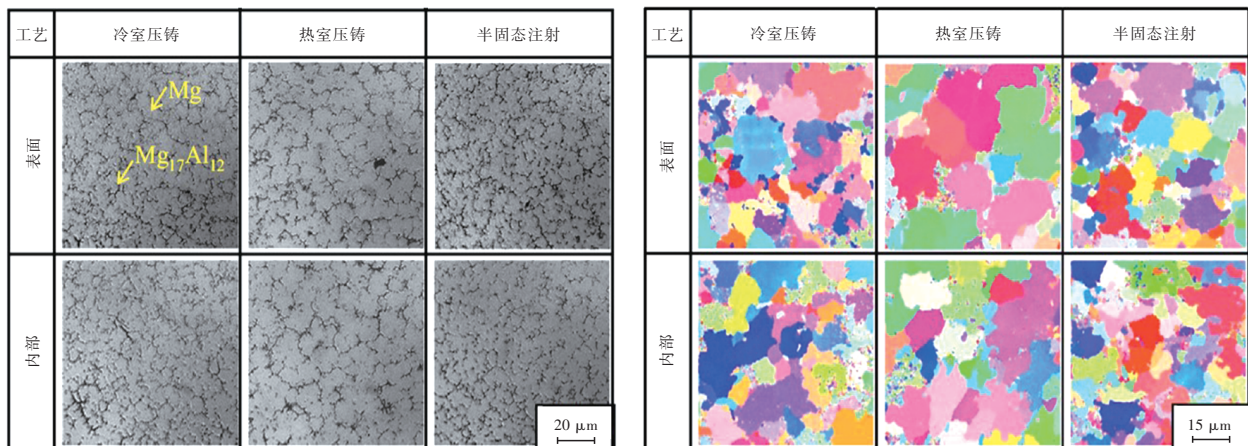 工艺 冷室压铸 热室压铸 半固态注射
表面
Mg
Mg17Al12
内部
20 μm
工艺 冷室压铸 热室压铸 半固态注射
表面
内部
15 μm